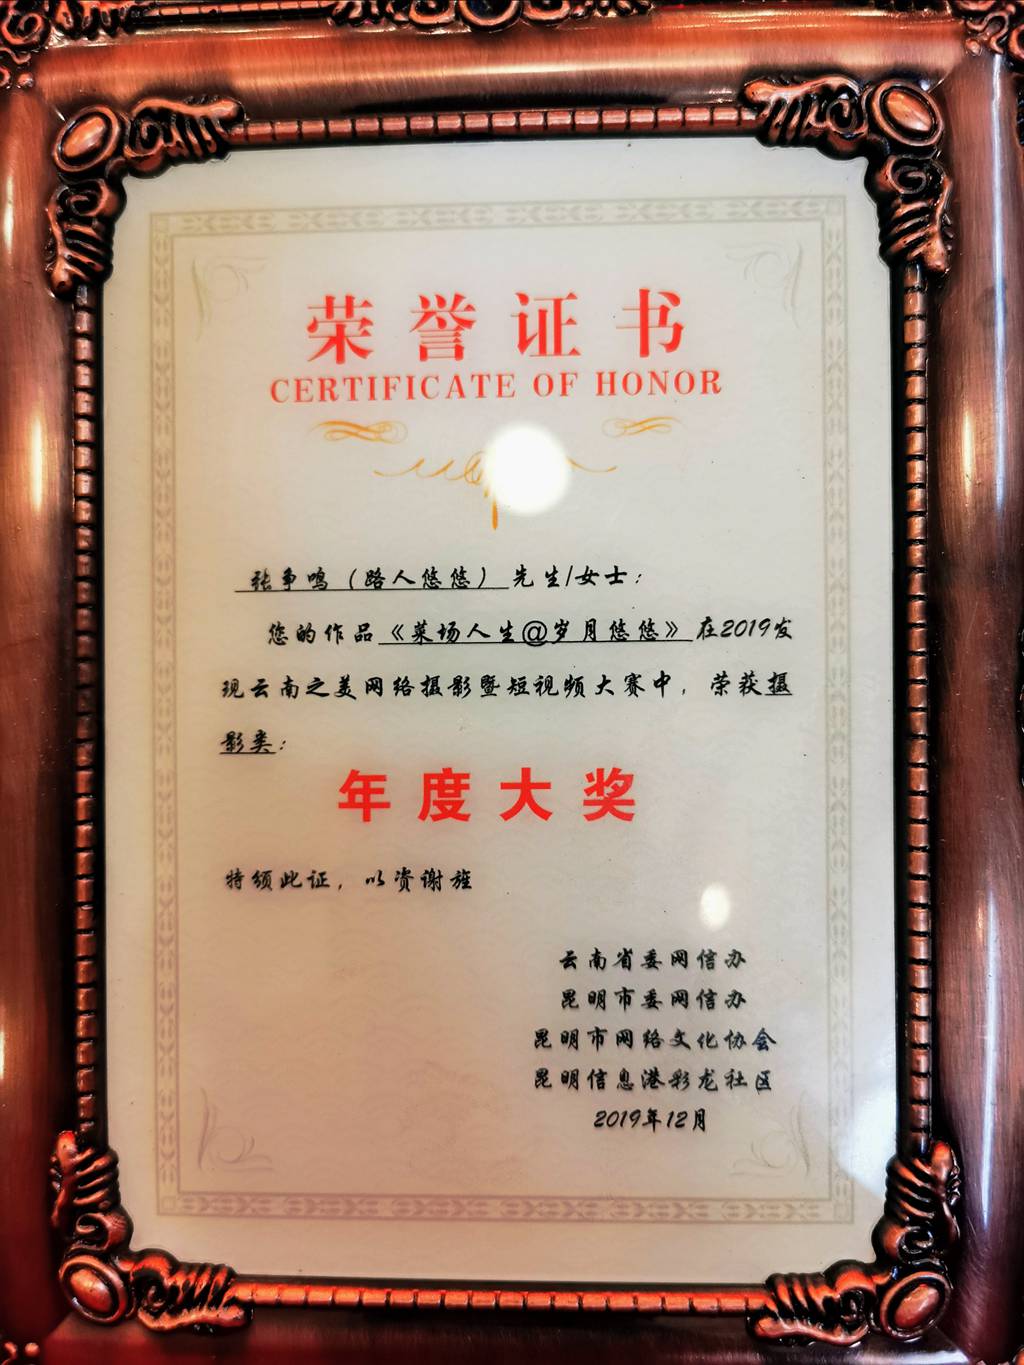 荣誉证书
CERTIFICATE OF HONOR
张争鸣（路人悠悠）先生/女士：
您的作品《菜场人生@岁月悠悠》在2019发
现云南之美网络摄影暨短视频大赛中，荣获摄
影类：
年度大奖
特颁此证，以资谢旌
云南省委网信办
昆明市委网信办
昆明市网络文化协会
昆明信息港彩龙社区
2019年12月